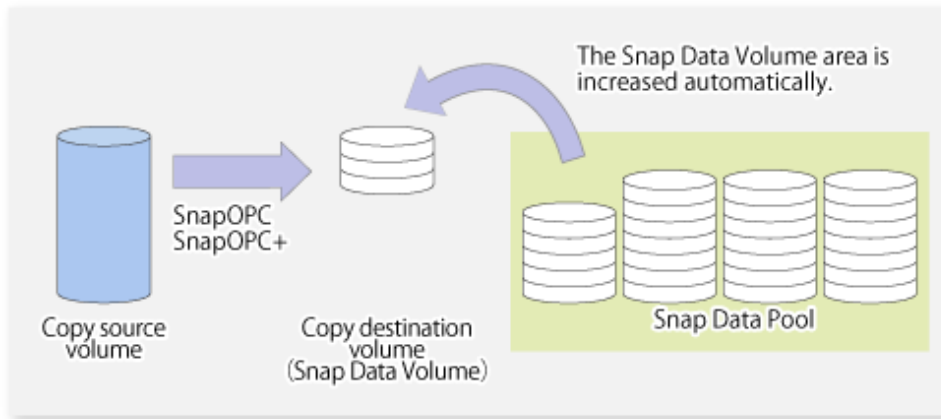 The Snap Data Volume area is
increased automatically.
SnapOPC
SnapOPC+
Copy source
volume
Copy destination
volume
(Snap Data Volume)
Snap Data Pool